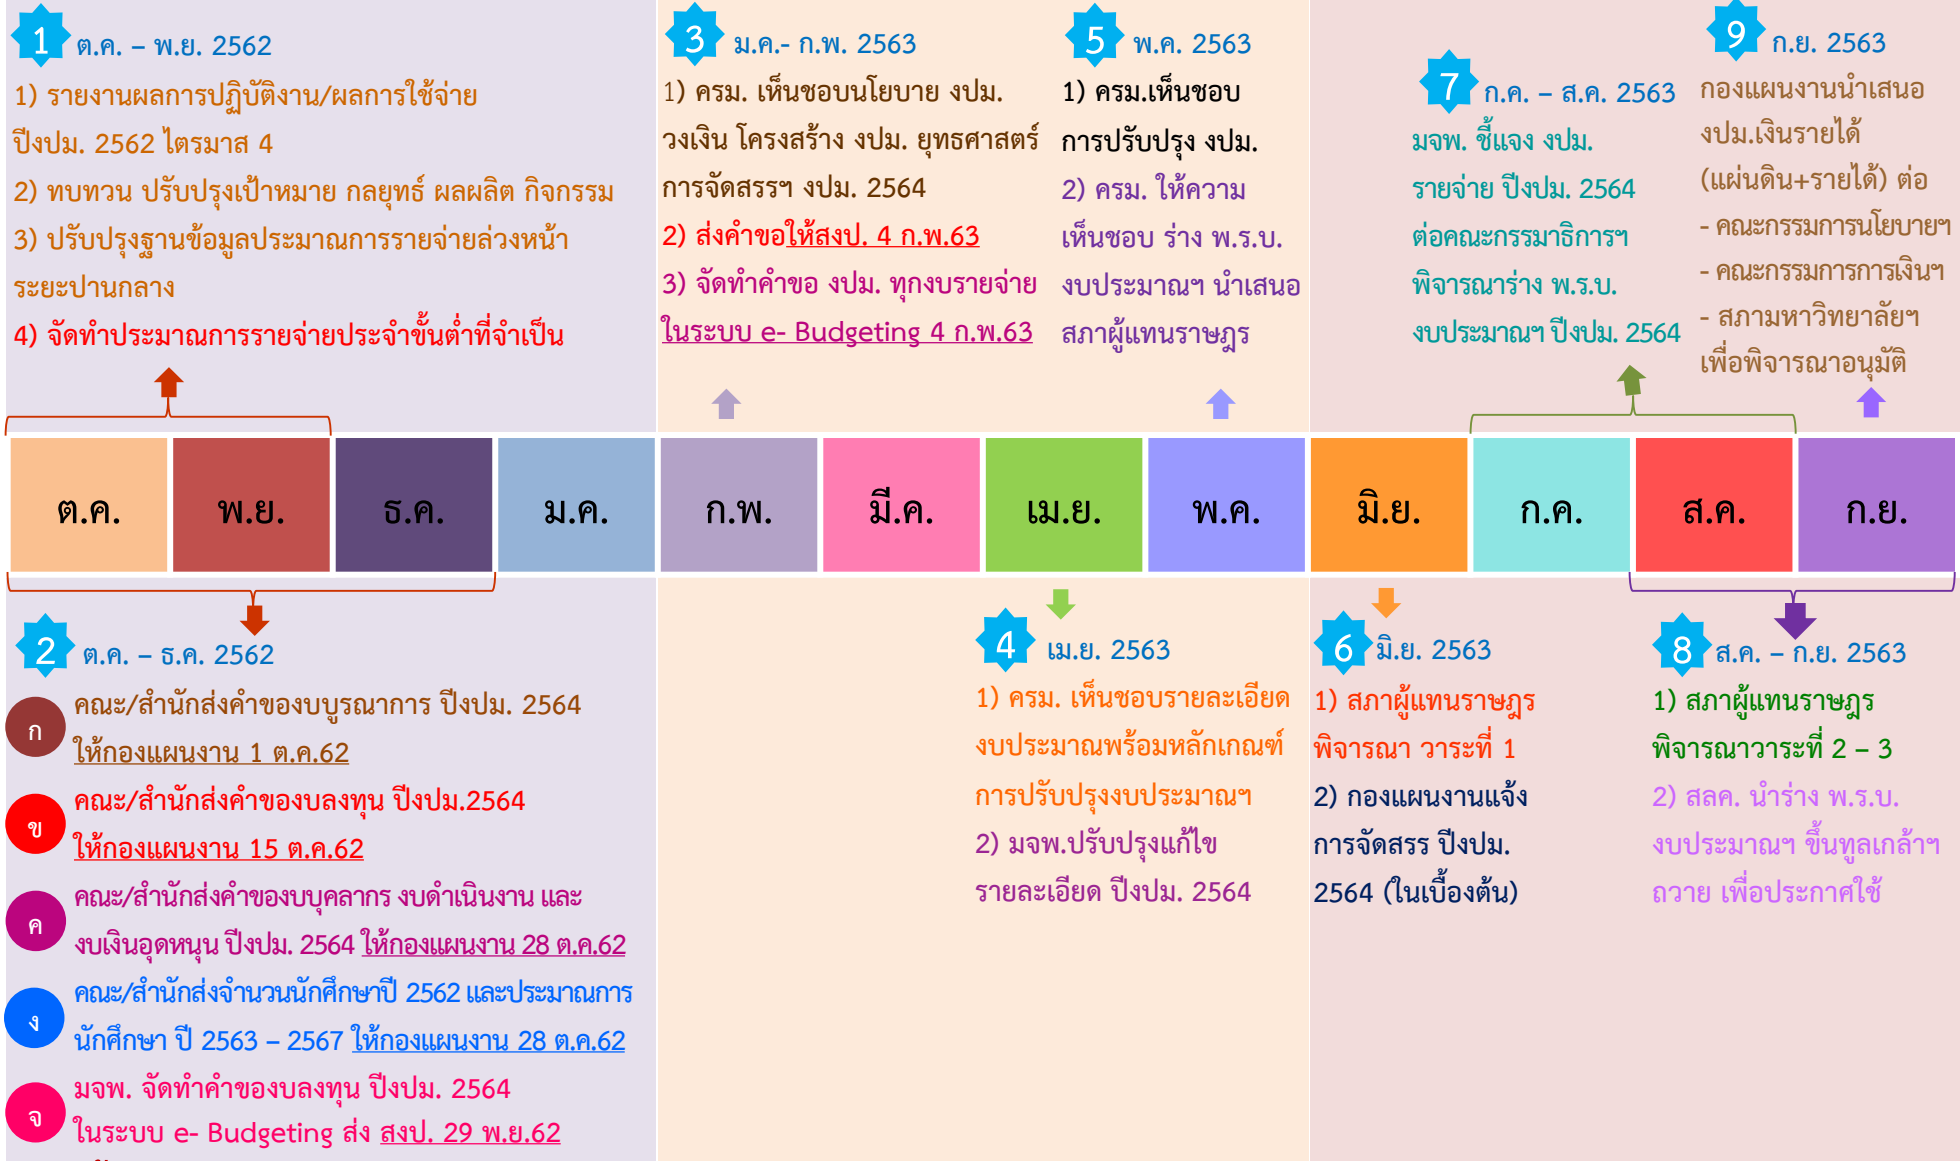 1 ต.ค. – พ.ย. 2562
1) รายงานผลการปฏิบัติงาน/ผลการใช้จ่าย
ปีงปม. 2562 ไตรมาส 4
2) ทบทวน ปรับปรุงเป้าหมาย กลยุทธ์ ผลผลิต กิจกรรม
3) ปรับปรุงฐานข้อมูลประมาณการรายจ่ายล่วงหน้า
ระยะปานกลาง
4) จัดทำประมาณการรายจ่ายประจำขั้นต่ำที่จำเป็น
3 ม.ค.- ก.พ. 2563
1) ครม. เห็นชอบนโยบาย งปม.
วงเงิน โครงสร้าง งปม. ยุทธศาสตร์
การจัดสรรฯ งปม. 2564
2) ส่งคำขอให้สงป. 4 ก.พ.63
3) จัดทำคำขอ งปม. ทุกงบรายจ่าย
ในระบบ e- Budgeting 4 ก.พ.63
5 พ.ค. 2563
1) ครม.เห็นชอบ
การปรับปรุง งปม.
2) ครม. ให้ความ
เห็นชอบ ร่าง พ.ร.บ.
งบประมาณฯ นำเสนอ
สภาผู้แทนราษฎร
7 ก.ค. – ส.ค. 2563
มจพ. ชี้แจง งปม.
รายจ่าย ปีงปม. 2564
ต่อคณะกรรมาธิการฯ
พิจารณาร่าง พ.ร.บ.
งบประมาณฯ ปีงปม. 2564
9 ก.ย. 2563
กองแผนงานนำเสนอ
งปม.เงินรายได้
(แผ่นดิน+รายได้) ต่อ
- คณะกรรมการนโยบายฯ
- คณะกรรมการการเงินฯ
- สภามหาวิทยาลัยฯ
เพื่อพิจารณาอนุมัติ
ต.ค. พ.ย. ธ.ค. ม.ค. ก.พ. มี.ค. เม.ย. พ.ค. มิ.ย. ก.ค. ส.ค. ก.ย.
2 ต.ค. – ธ.ค. 2562
ก คณะ/สำนักส่งคำของบบูรณาการ ปีงปม. 2564
ให้กองแผนงาน 1 ต.ค.62
ข คณะ/สำนักส่งคำของบลงทุน ปีงปม.2564
ให้กองแผนงาน 15 ต.ค.62
ค คณะ/สำนักส่งคำของบบุคลากร งบดำเนินงาน และ
งบเงินอุดหนุน ปีงปม. 2564 ให้กองแผนงาน 28 ต.ค.62
ง คณะ/สำนักส่งจำนวนนักศึกษาปี 2562 และประมาณการ
นักศึกษา ปี 2563 – 2567 ให้กองแผนงาน 28 ต.ค.62
จ มจพ. จัดทำคำของบลงทุน ปีงปม. 2564
ในระบบ e- Budgeting ส่ง สงป. 29 พ.ย.62
4 เม.ย. 2563
1) ครม. เห็นชอบรายละเอียด
งบประมาณพร้อมหลักเกณฑ์
การปรับปรุงงบประมาณฯ
2) มจพ.ปรับปรุงแก้ไข
รายละเอียด ปีงปม. 2564
6 มิ.ย. 2563
1) สภาผู้แทนราษฎร
พิจารณา วาระที่ 1
2) กองแผนงานแจ้ง
การจัดสรร ปีงปม.
2564 (ในเบื้องต้น)
8 ส.ค. – ก.ย. 2563
1) สภาผู้แทนราษฎร
พิจารณาวาระที่ 2 – 3
2) สลค. นำร่าง พ.ร.บ.
งบประมาณฯ ขึ้นทูลเกล้าฯ
ถวาย เพื่อประกาศใช้